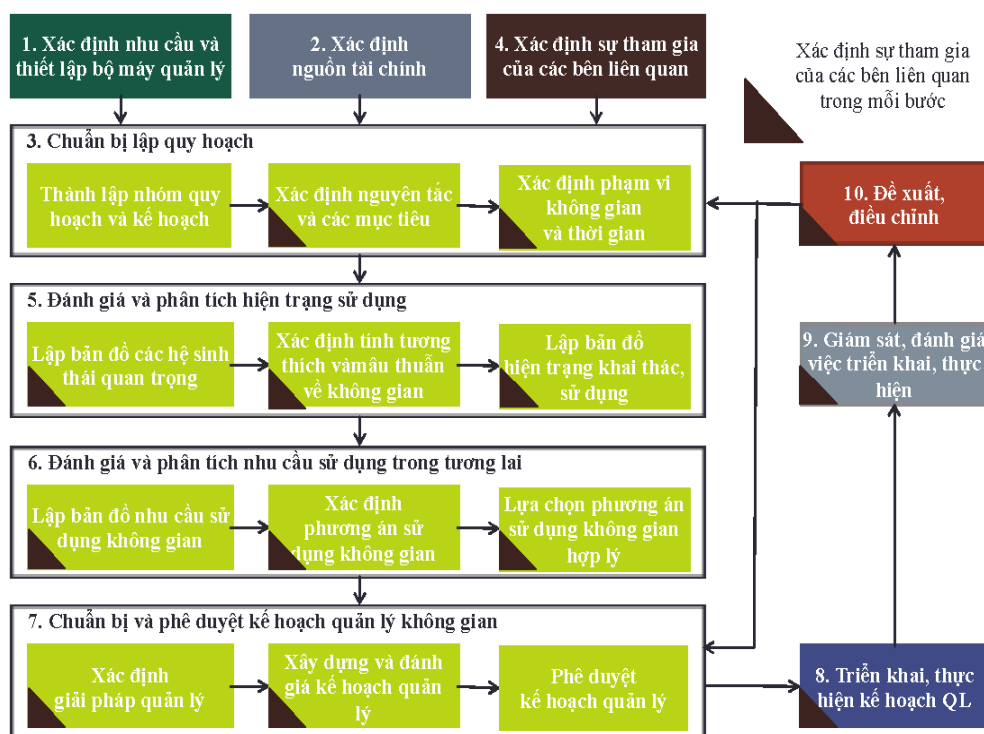 1. Xác định nhu cầu và
thiết lập bộ máy quản lý
2. Xác định
nguồn tài chính
4. Xác định sự tham gia
của các bên liên quan
Xác định sự tham gia
của các bên liên quan
trong mỗi bước
3. Chuẩn bị lập quy hoạch
Thành lập nhóm quy
hoạch và kế hoạch
Xác định nguyên tắc
và các mục tiêu
Xác định phạm vi
không gian
và thời gian
10. Đề xuất,
điều chỉnh
5. Đánh giá và phân tích hiện trạng sử dụng
Lập bản đồ các hệ sinh
thái quan trọng
Xác định tính tương
thích vàmâu thuẫn
về không gian
Lập bản đồ
hiện trạng khai thác,
sử dụng
9. Giám sát, đánh giá
việc triển khai, thực
hiện
6. Đánh giá và phân tích nhu cầu sử dụng trong tương lai
Lập bản đồ nhu cầu sử
dụng không gian
Xác định
phương án sử
dụng không gian
Lựa chọn phương án
sử dụng không gian
hợp lý
7. Chuẩn bị và phê duyệt kế hoạch quản lý không gian
Xác định
giải pháp quản lý
Xây dựng và đánh
giá kế hoạch quản
lý
Phê duyệt
kế hoạch quản lý
8. Triển khai, thực
hiện kế hoạch QL